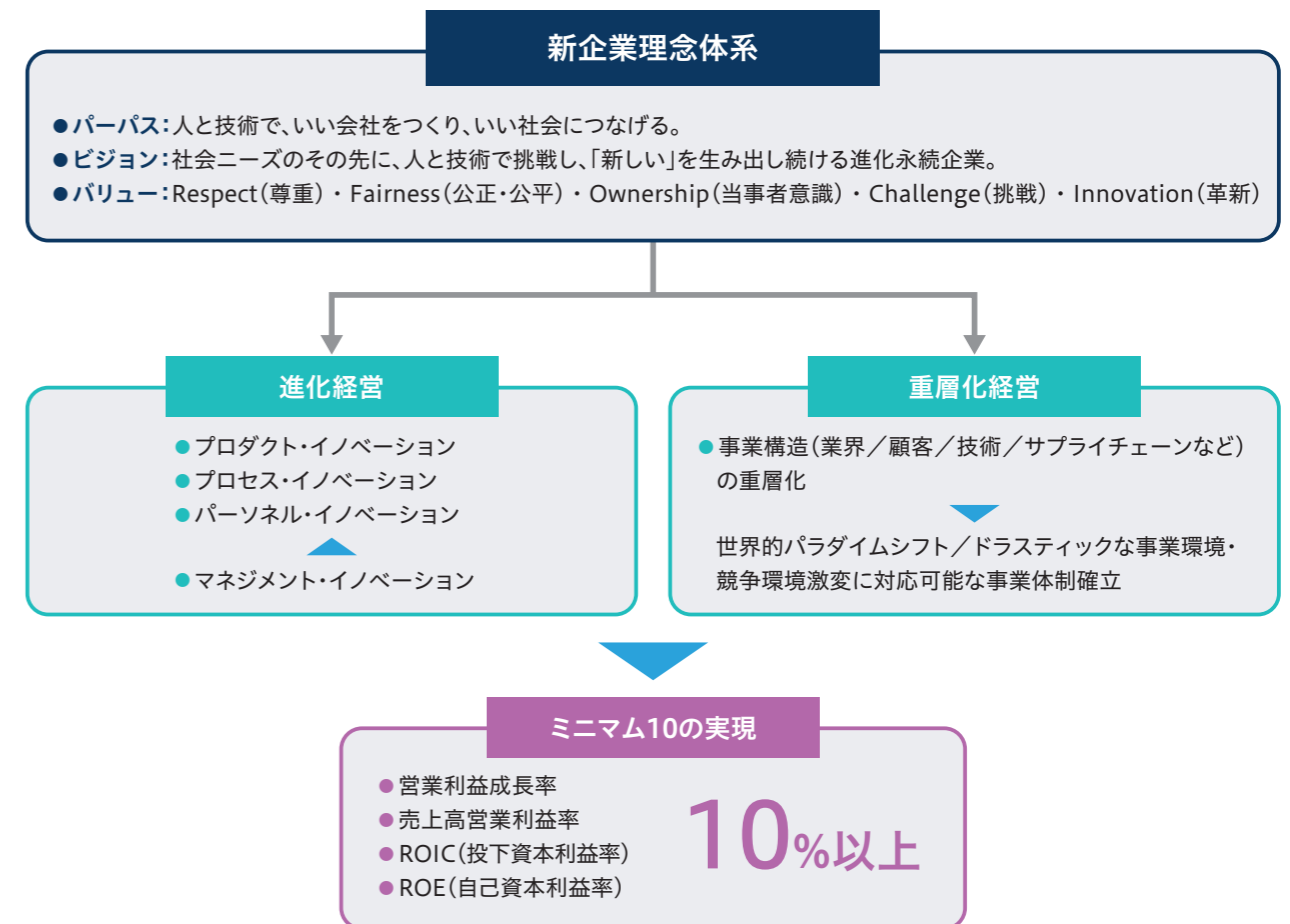 新企業理念体系
●パーパス：人と技術で、いい会社をつくり、いい社会につなげる。
●ビジョン：社会ニーズのその先に、人と技術で挑戦し、「新しい」を生み出し続ける進化永続企業。
●バリュー：Respect（尊重）・Fairness（公正・公平）・Ownership（当事者意識）・Challenge（挑戦）・Innovation（革新）
進化経営
●プロダクト・イノベーション
●プロセス・イノベーション
●パーソネル・イノベーション
●マネジメント・イノベーション
重層化経営
●事業構造（業界／顧客／技術／サプライチェーンなど）
の重層化
世界的パラダイムシフト／ドラスティックな事業環境・
競争環境激変に対応可能な事業体制確立
ミニマム10の実現
●営業利益成長率
●売上高営業利益率
●ROIC（投下資本利益率）
●ROE（自己資本利益率）
10%以上